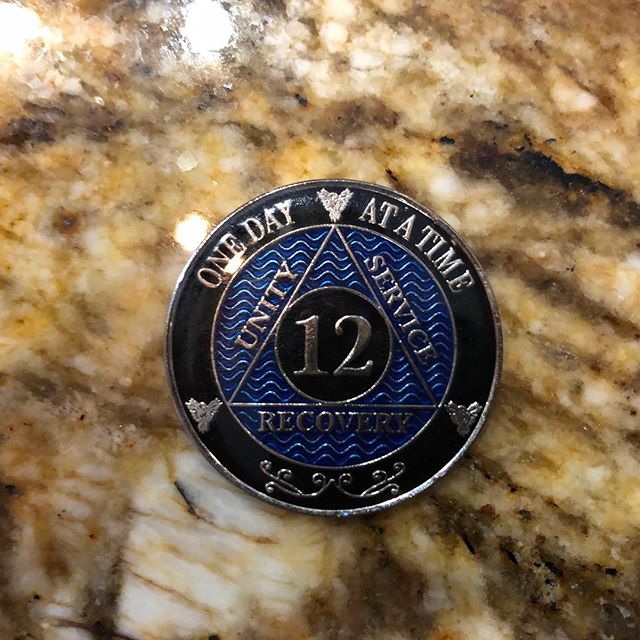 ONE DAY AT A TIME
UNITY
SERVICE
12
RECOVERY